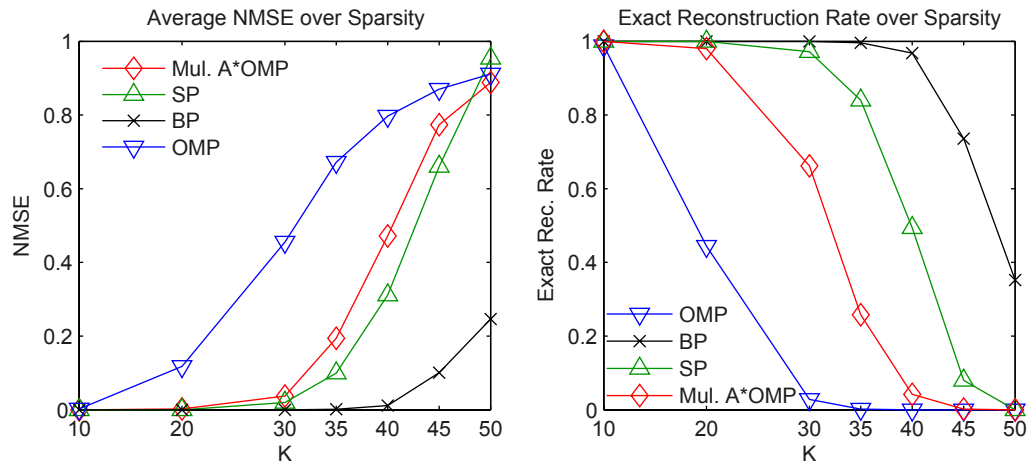 Average NMSE over Sparsity
1
0.8
0.6
0.4
0.2
0
NMSE
Mul. A*OMP
SP
BP
OMP
10
20
30
35
40
45
50
K
Exact Reconstruction Rate over Sparsity
1
0.8
0.6
0.4
0.2
0
Exact Rec. Rate
OMP
BP
SP
Mul. A*OMP
10
20
30
35
40
45
50
K